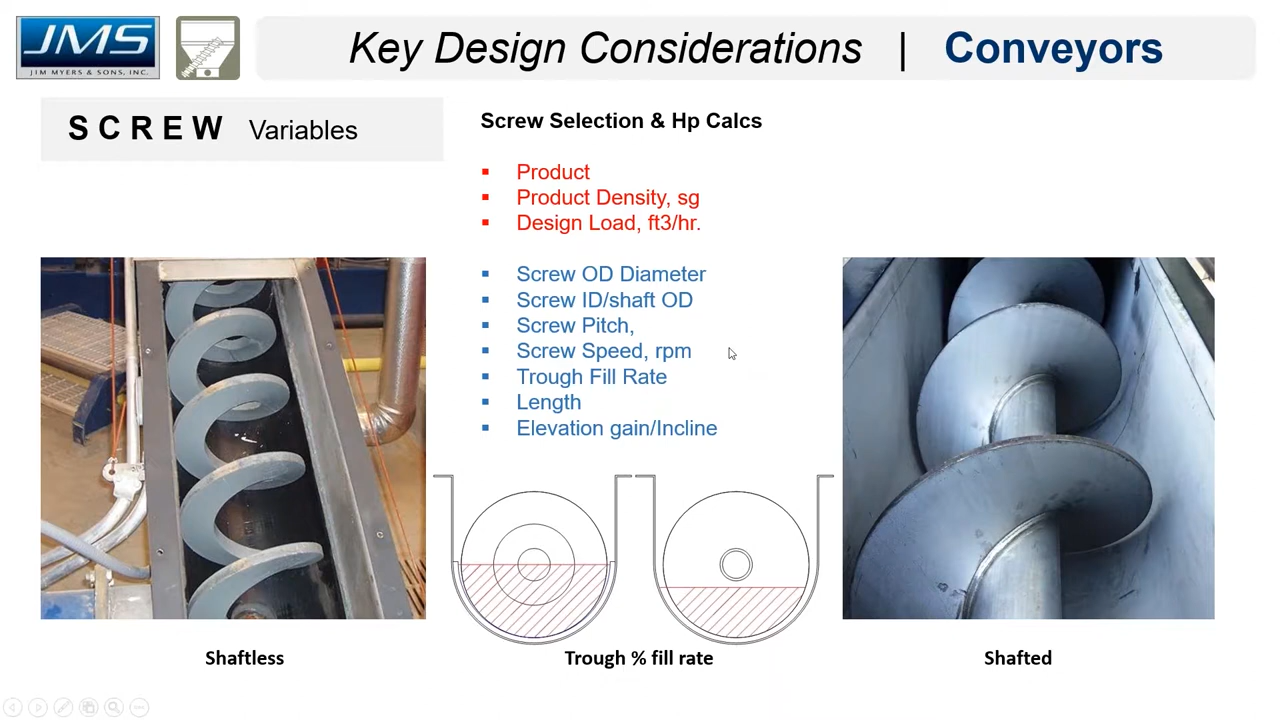 JMS
JIM MYERS & SONS, INC.
Key Design Considerations | Conveyors
SCREW Variables
Screw Selection & Hp Calcs
▪ Product
▪ Product Density, sg
▪ Design Load, ft3/hr.
▪ Screw OD Diameter
▪ Screw ID/shaft OD
▪ Screw Pitch,
▪ Screw Speed, rpm
▪ Trough Fill Rate
▪ Length
▪ Elevation gain/Incline
Shaftless
Trough % fill rate
Shafted